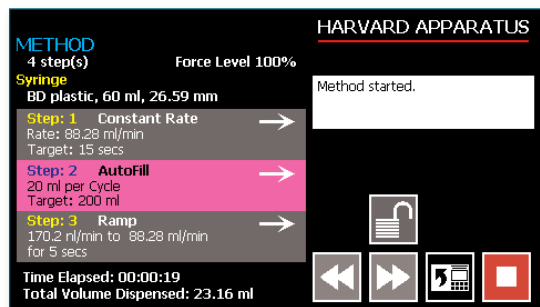 METHOD
4 step(s) Force Level 100%
Syringe
BD plastic, 60 ml, 26.59 mm
Step: 1 Constant Rate
Rate: 88.28 ml/min
Target: 15 secs
Step: 2 AutoFill
20 ml per Cycle
Target: 200 ml
Step: 3 Ramp
170.2 nl/min to 88.28 ml/min
for 5 secs
Time Elapsed: 00:00:19
Total Volume Dispensed: 23.16 ml
HARVARD APPARATUS
Method started.